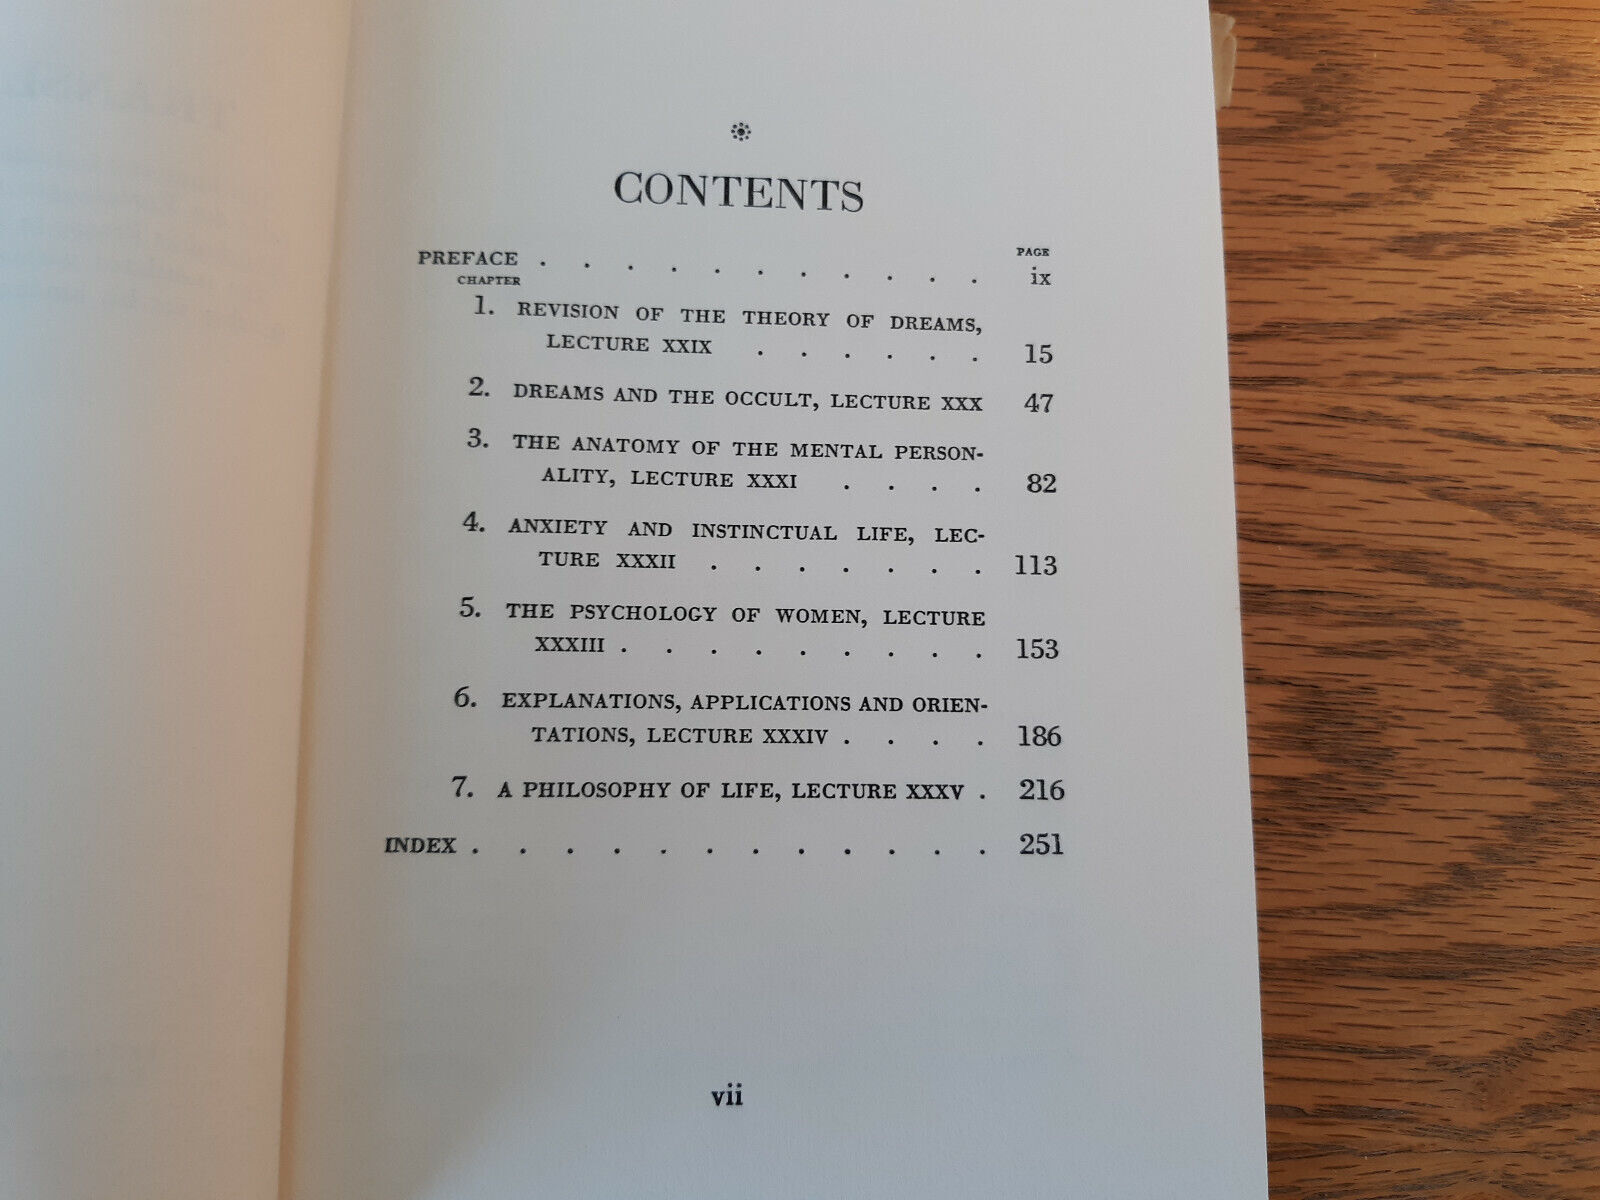 CONTENTS
PAGE
PREFACE . . . . . . . . . . . ix
CHAPTER
1. REVISION OF THE THEORY OF DREAMS,
LECTURE XXIX . . . . . . 15
2. DREAMS AND THE OCCULT, LECTURE XXX 47
3. THE ANATOMY OF THE MENTAL PERSON-
ALITY, LECTURE XXXI . . . . 82
4. ANXIETY AND INSTINCTUAL LIFE, LEC-
TURE XXXII . . . . . . . 113
5. THE PSYCHOLOGY OF WOMEN, LECTURE
XXXIII . . . . . . . . . 153
6. EXPLANATIONS, APPLICATIONS AND ORIEN-
TATIONS, LECTURE XXXIV . . . . 186
7. A PHILOSOPHY OF LIFE, LECTURE XXXV . 216
INDEX . . . . . . . . . . . . 251
vii